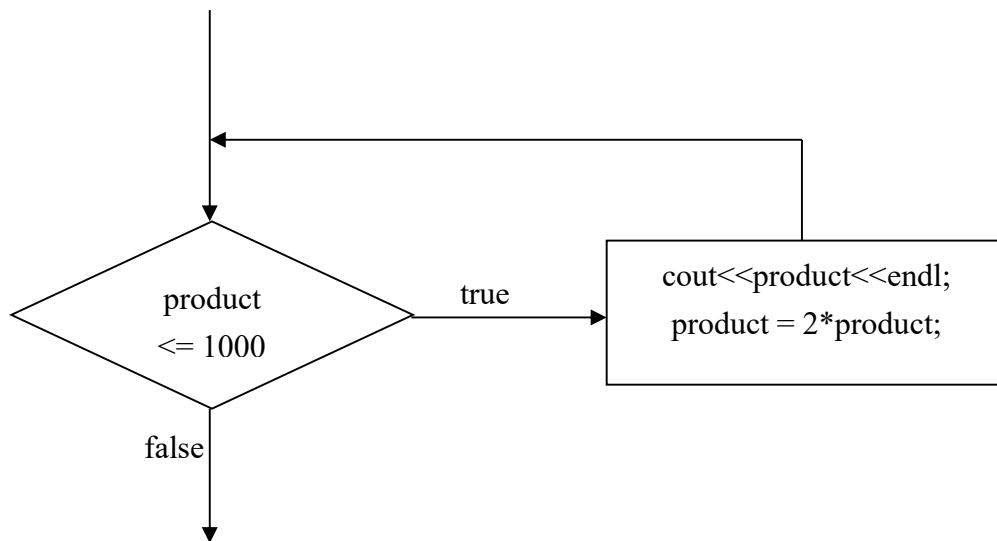 product
<= 1000
true
cout<<product<<endl;
product = 2*product;
false